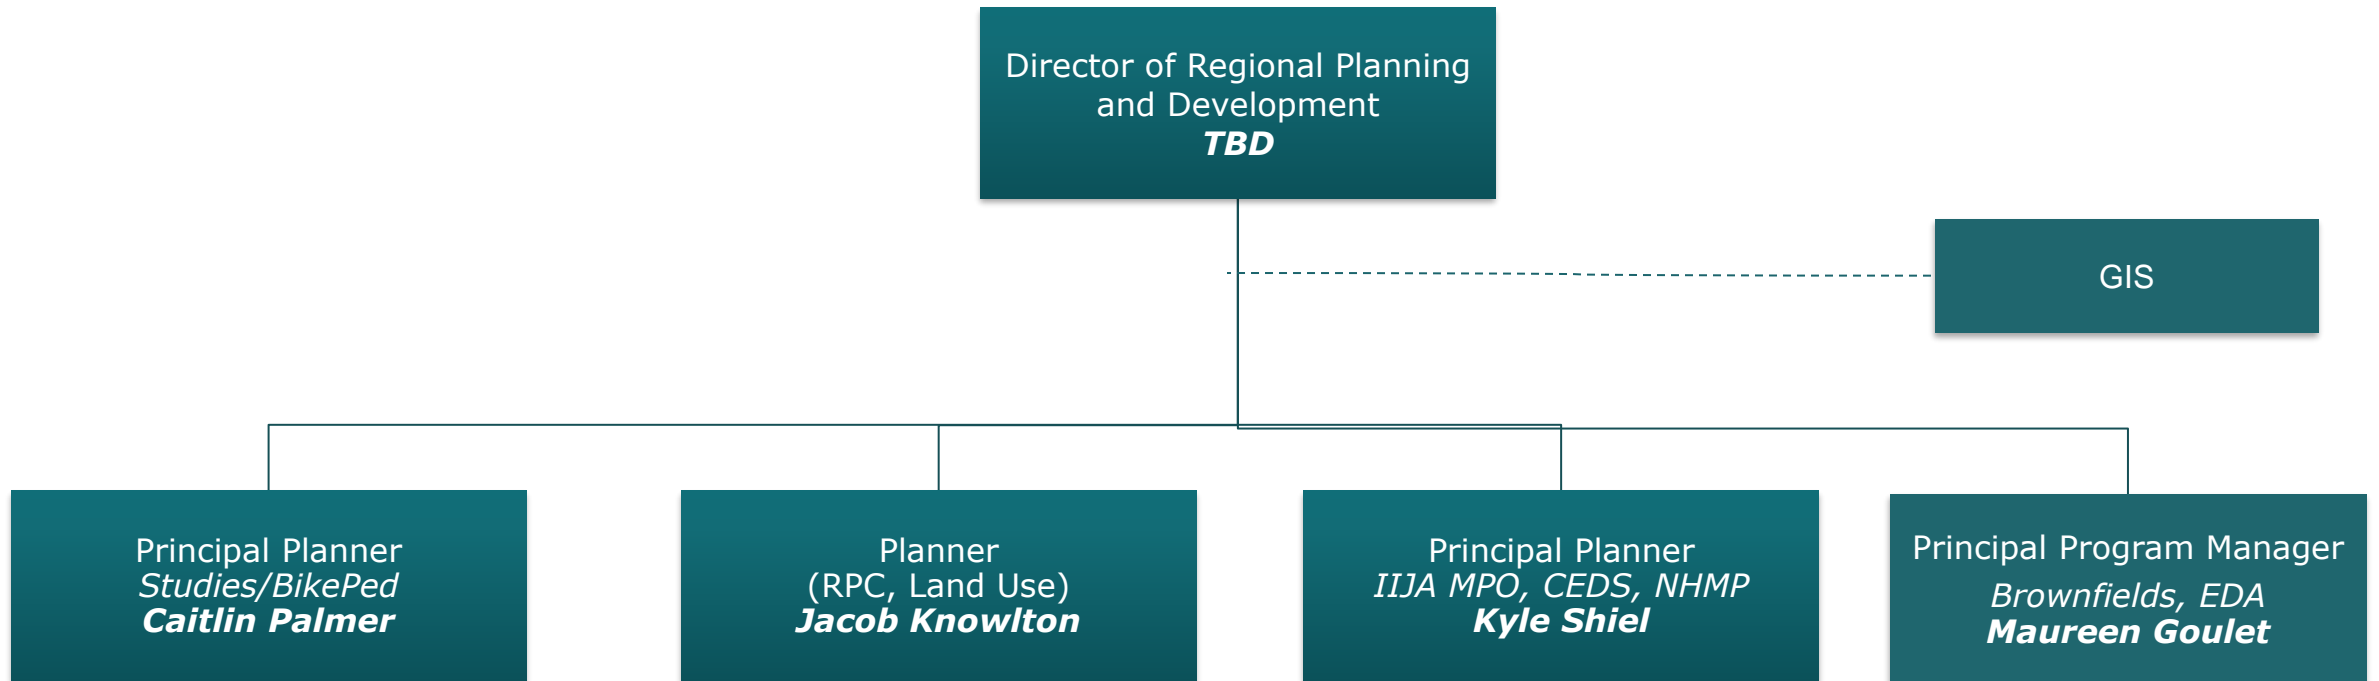 Director of Regional Planning
and Development
TBD
GIS
Principal Planner
Studies/BikePed
Caitlin Palmer
Planner
(RPC, Land Use)
Jacob Knowlton
Principal Planner
IIJA MPO, CEDS, NHMP
Kyle Shiel
Principal Program Manager
Brownfields, EDA
Maureen Goulet